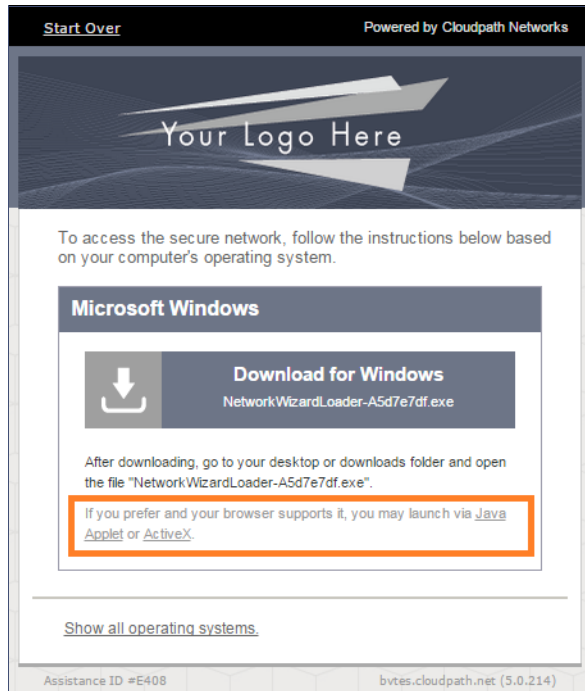 Start Over
Powered by Cloudpath Networks
Your Logo Here
To access the secure network, follow the instructions below based
on your computer's operating system.
Microsoft Windows
Download for Windows
NetworkWizardLoader-A5d7e7df.exe
After downloading, go to your desktop or downloads folder and open
the file "NetworkWizardLoader-A5d7e7df.exe".
If you prefer and your browser supports it, you may launch via Java
Applet or ActiveX.
Show all operating systems.
Assistance ID #E408
bvtes.cloudpath.net (5.0.214)